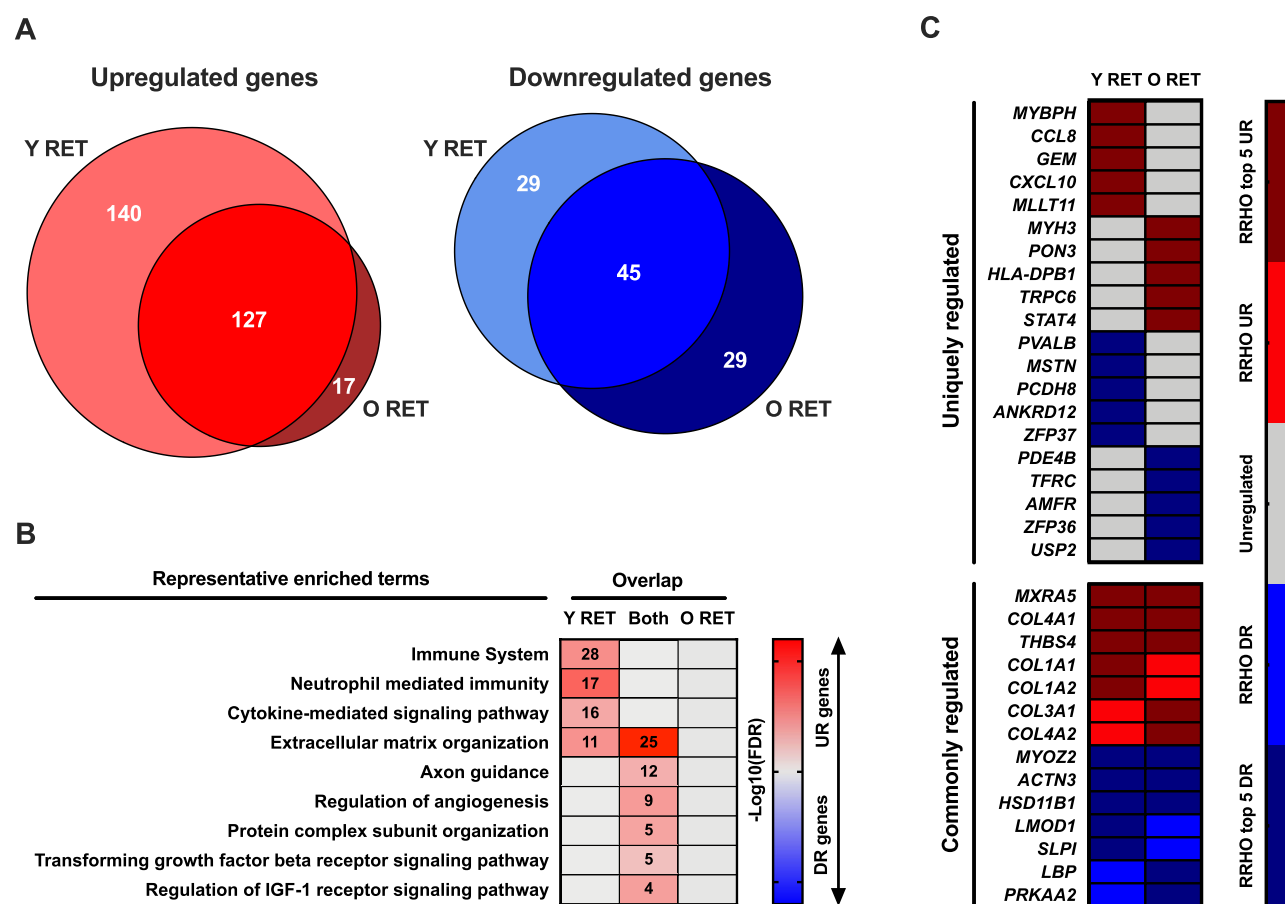 A
Upregulated genes
Y RET
140
127
17
O RET
Downregulated genes
Y RET
29
45
29
O RET
B
Representative enriched terms
Overlap
Y RET Both O RET
Immune System 28
Neutrophil mediated immunity 17
Cytokine-mediated signaling pathway 16
Extracellular matrix organization 11 25
Axon guidance 12
Regulation of angiogenesis 9
Protein complex subunit organization 5
Transforming growth factor beta receptor signaling pathway 5
Regulation of IGF-1 receptor signaling pathway 4
-Log10(FDR)
UR genes
DR genes
C
Y RET O RET
Uniquely regulated
MYBPH
CCL8
GEM
CXCL10
MLLT11
MYH3
PON3
HLA-DPB1
TRPC6
STAT4
PVALB
MSTN
PCDH8
ANKRD12
ZFP37
PDE4B
TFRC
AMFR
ZFP36
USP2
Commonly regulated
MXRA5
COL4A1
THBS4
COL1A1
COL1A2
COL3A1
COL4A2
MYOZ2
ACTN3
HSD11B1
LMOD1
SLPI
LBP
PRKAA2
RRHO top 5 UR
RRHO UR
Unregulated
RRHO DR
RRHO top 5 DR